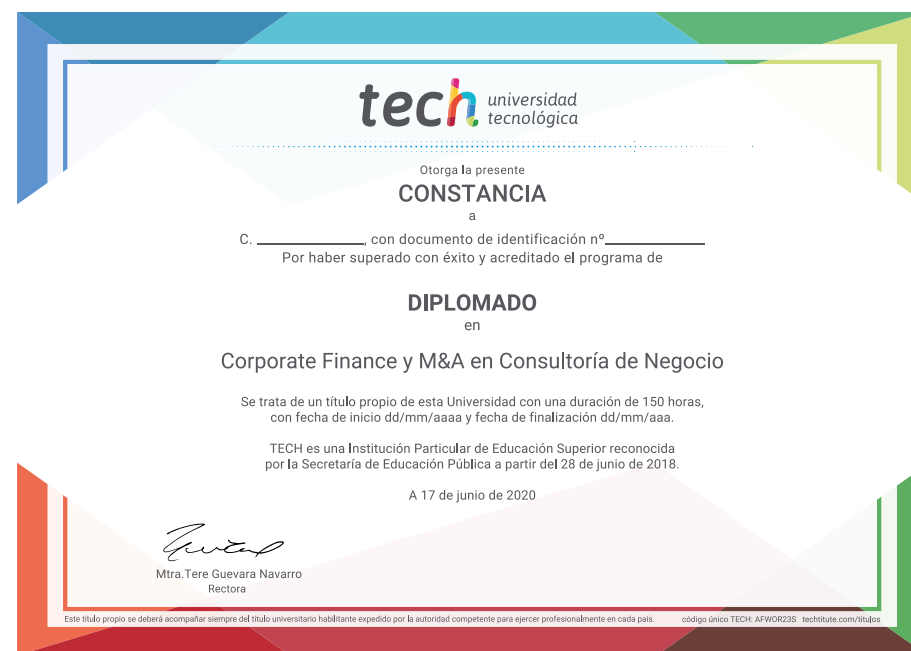 tech universidad
tecnológica
Otorga la presente
CONSTANCIA
a
C. ____________, con documento de identificación nº____________
Por haber superado con éxito y acreditado el programa de
DIPLOMADO
en
Corporate Finance y M&A en Consultoría de Negocio
Se trata de un título propio de esta Universidad con una duración de 150 horas,
con fecha de inicio dd/mm/aaaa y fecha de finalización dd/mm/aaa.
TECH es una Institución Particular de Educación Superior reconocida
por la Secretaría de Educación Pública a partir del 28 de junio de 2018.
A 17 de junio de 2020
Mtra.Tere Guevara Navarro
Rectora
Este título propio se deberá acompañar siempre del título universitario habilitante expedido por la autoridad competente para ejercer profesionalmente en cada país. código único TECH: AFWOR23S techtitute.com/titulos